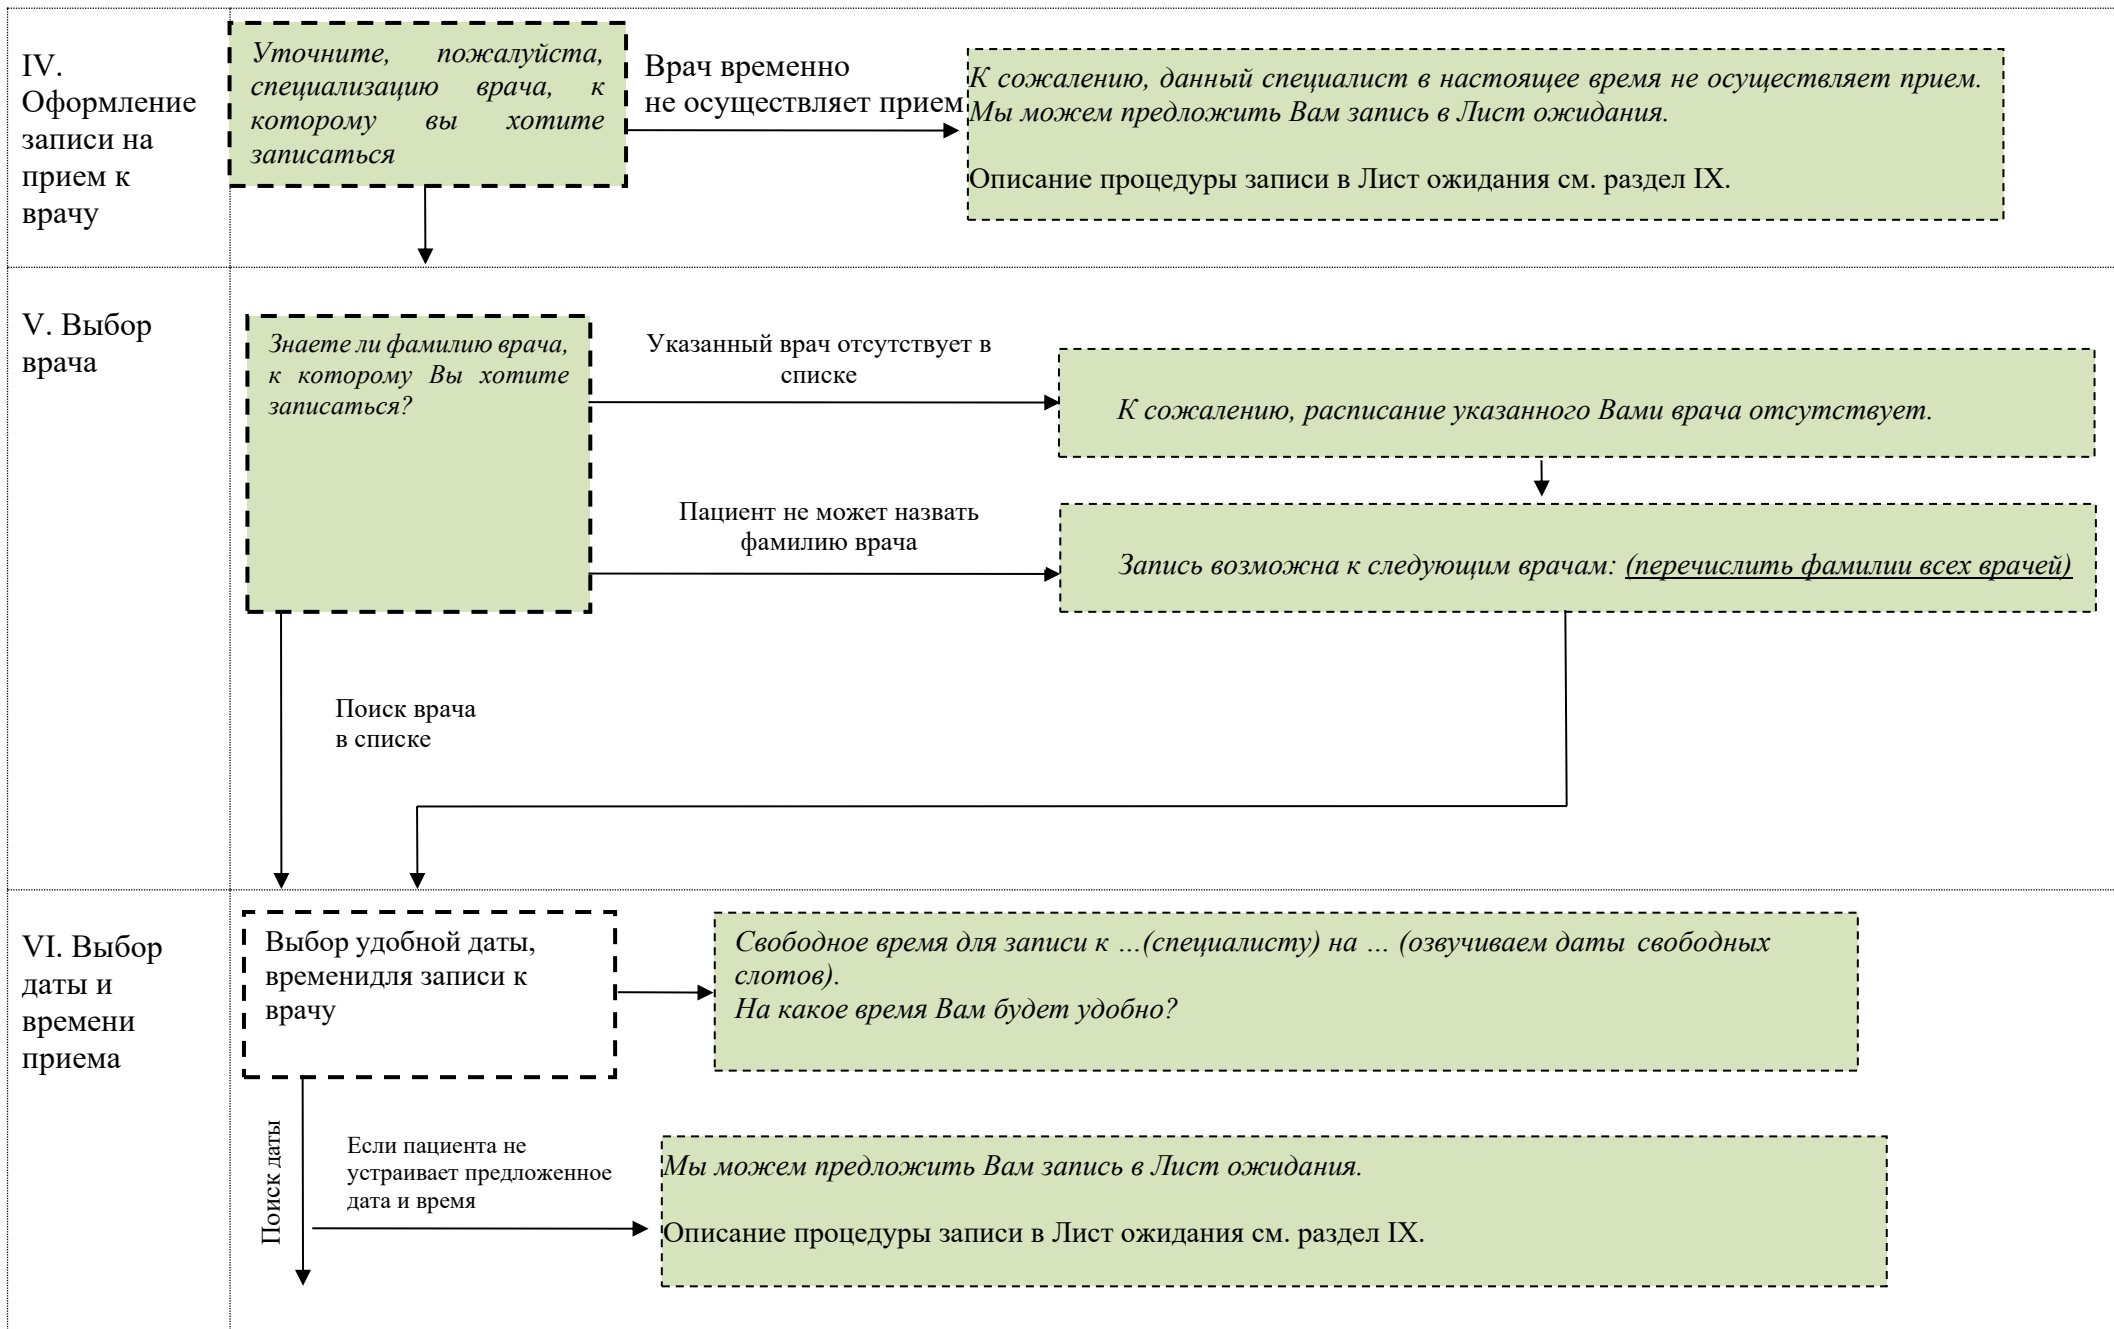 IV.
Оформление
записи на
прием к
врачу
Уточните, пожалуйста,
специализацию врача, к
которому вы хотите
записаться
Врач временно
не осуществляет прием
К сожалению, данный специалист в настоящее время не осуществляет прием.
Мы можем предложить Вам запись в Лист ожидания.
Описание процедуры записи в Лист ожидания см. раздел IX.
V. Выбор
врача
Знаете ли фамилию врача,
к которому Вы хотите
записаться?
Указанный врач отсутствует в
списке
К сожалению, расписание указанного Вами врача отсутствует.
Пациент не может назвать
фамилию врача
Запись возможна к следующим врачам: (перечислить фамилии всех врачей)
Поиск врача
в списке
VI. Выбор
даты и
времени
приема
Выбор удобной даты,
временидля записи к
врачу
Свободное время для записи к …(специалисту) на … (озвучиваем даты свободных
слотов).
На какое время Вам будет удобно?
Поиск даты
Если пациента не
устраивает предложенное
дата и время
Мы можем предложить Вам запись в Лист ожидания.
Описание процедуры записи в Лист ожидания см. раздел IX.